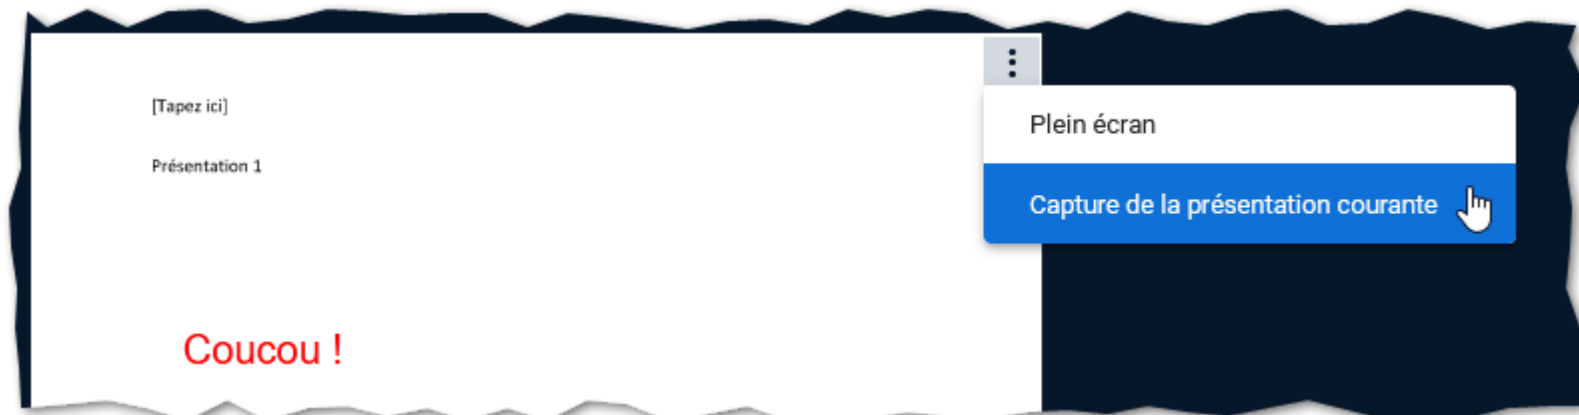 [Tapez ici]
Présentation 1
Coucou !
Plein écran
Capture de la présentation courante